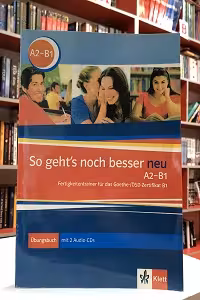 A2-B1
So geht's noch besser neu
A2-B1
Fertigkeitentrainer für das Goethe-/ÖSD-Zertifikat B1
Übungsbuch mit 2 Audio-CDs
Klett